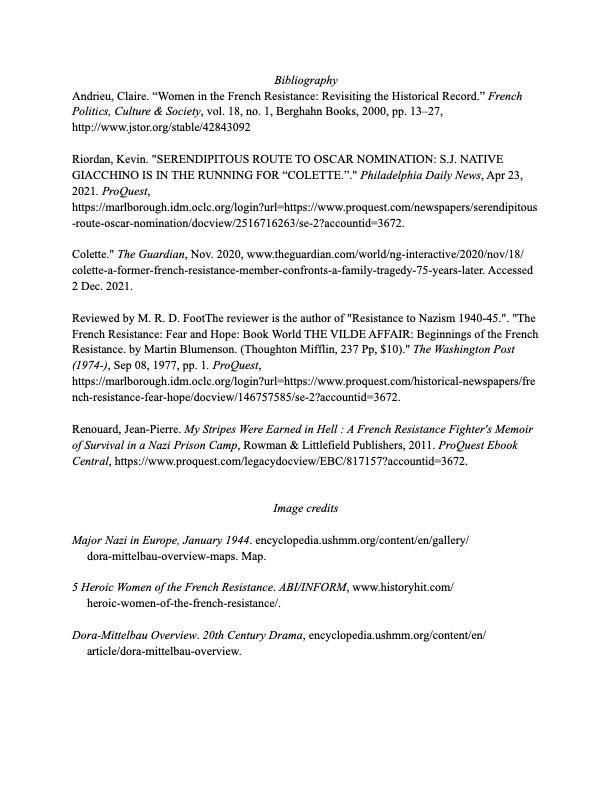 Bibliography
Andrieu, Claire. “Women in the French Resistance: Revisiting the Historical Record.” French
Politics, Culture & Society, vol. 18, no. 1, Berghahn Books, 2000, pp. 13–27,
http://www.jstor.org/stable/42843092
Riordan, Kevin. "SERENDIPITOUS ROUTE TO OSCAR NOMINATION: S.J. NATIVE
GIACCHINO IS IN THE RUNNING FOR “COLETTE.”." Philadelphia Daily News, Apr 23,
2021. ProQuest,
https://marlborough.idm.oclc.org/login?url=https://www.proquest.com/newspapers/serendipitous
-route-oscar-nomination/docview/2516716263/se-2?accountid=3672.
Colette." The Guardian, Nov. 2020, www.theguardian.com/world/ng-interactive/2020/nov/18/
colette-a-former-french-resistance-member-confronts-a-family-tragedy-75-years-later. Accessed
2 Dec. 2021.
Reviewed by M. R. D. FootThe reviewer is the author of "Resistance to Nazism 1940-45.". "The
French Resistance: Fear and Hope: Book World THE VILDE AFFAIR: Beginnings of the French
Resistance. by Martin Blumenson. (Thoughton Mifflin, 237 Pp, $10)." The Washington Post
(1974-), Sep 08, 1977, pp. 1. ProQuest,
https://marlborough.idm.oclc.org/login?url=https://www.proquest.com/historical-newspapers/fre
nch-resistance-fear-hope/docview/146757585/se-2?accountid=3672.
Renouard, Jean-Pierre. My Stripes Were Earned in Hell : A French Resistance Fighter's Memoir
of Survival in a Nazi Prison Camp, Rowman & Littlefield Publishers, 2011. ProQuest Ebook
Central, https://www.proquest.com/legacydocview/EBC/817157?accountid=3672.
Image credits
Major Nazi in Europe, January 1944. encyclopedia.ushmm.org/content/en/gallery/
dora-mittelbau-overview-maps. Map.
5 Heroic Women of the French Resistance. ABI/INFORM, www.historyhit.com/
heroic-women-of-the-french-resistance/.
Dora-Mittelbau Overview. 20th Century Drama, encyclopedia.ushmm.org/content/en/
article/dora-mittelbau-overview.